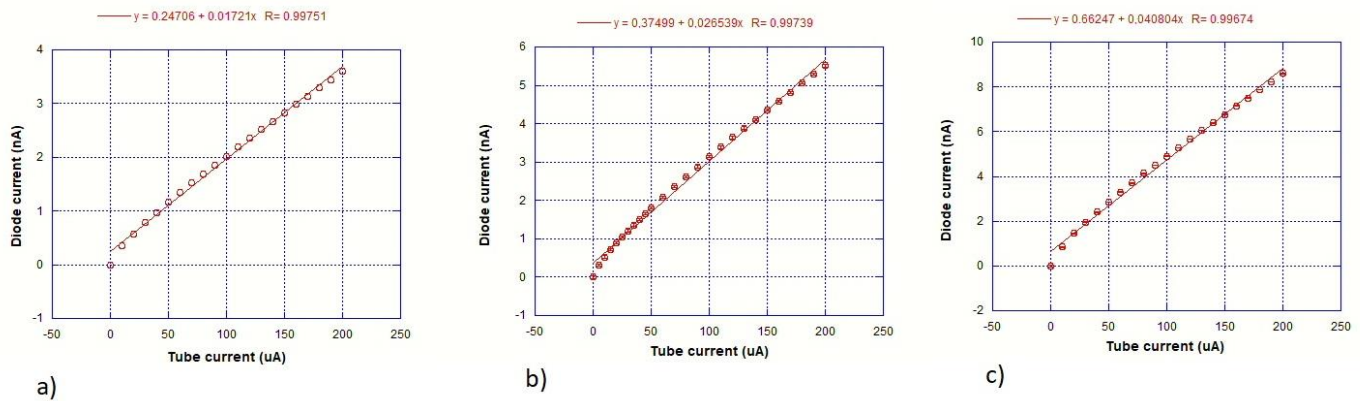 y = 0.24706 + 0.01721x R= 0.99751
4
3
2
1
0
-1
-50 0 50 100 150 200 250
Diode current (nA)
Tube current (uA)
a)
y = 0.37499 + 0.026539x R= 0.99739
6
5
4
3
2
1
0
-1
-50 0 50 100 150 200 250
Diode current (nA)
Tube current (uA)
b)
y = 0.66247 + 0.040804x R= 0.99674
10
8
6
4
2
0
-2
-50 0 50 100 150 200 250
Diode current (nA)
Tube current (uA)
c)